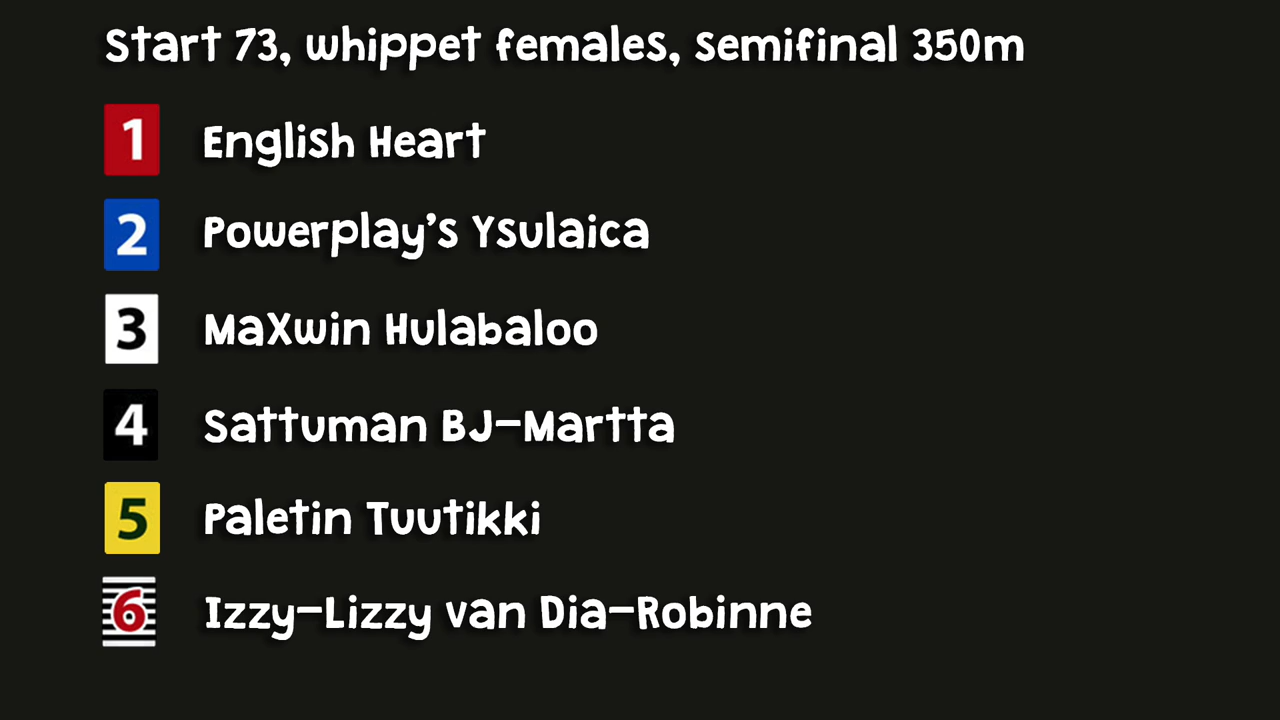 Start 73, whippet females, semifinal 350m
1 English Heart
2 Powerplay's Ysulaica
3 MaXwin Hulabaloo
4 Sattuman BJ-Martta
5 Paletin Tuutikki
6 Izzy-Lizzy van Dia-Robinne